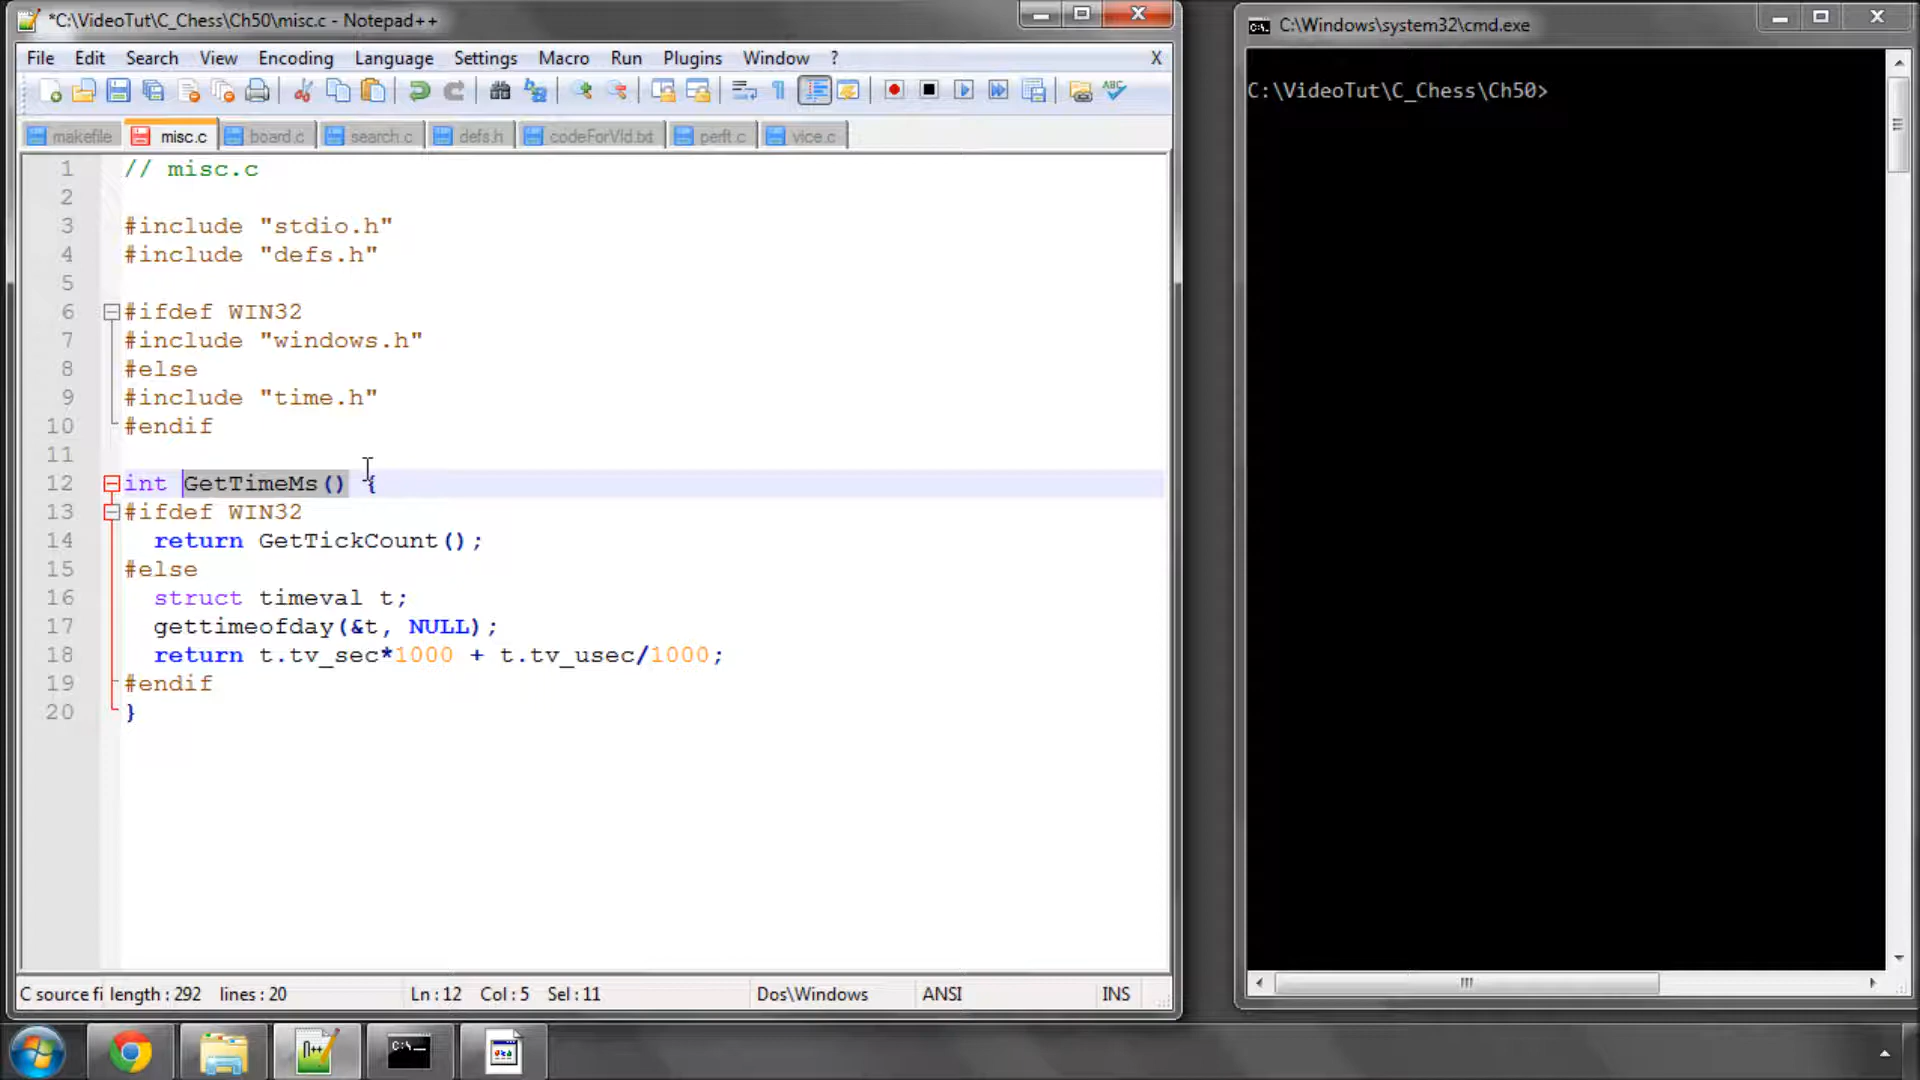 *C:\VideoTut\C_Chess\Ch50\misc.c - Notepad++
File Edit Search View Encoding Language Settings Macro Run Plugins Window ? X
makefile misc.c board.c search.c defs.h codeForVid.txt perft.c vice.c
1 // misc.c
2
3 #include "stdio.h"
4 #include "defs.h"
5
6 #ifdef WIN32
7 #include "windows.h"
8 #else
9 #include "time.h"
10 #endif
11
12 int GetTimeMs() {
13 #ifdef WIN32
14 return GetTickCount();
15 #else
16 struct timeval t;
17 gettimeofday(&t, NULL);
18 return t.tv_sec*1000 + t.tv_usec/1000;
19 #endif
20 }
C source fi length : 292 lines : 20 Ln : 12 Col : 5 Sel : 11 Dos\Windows ANSI INS
C:\Windows\system32\cmd.exe
C:\VideoTut\C_Chess\Ch50>